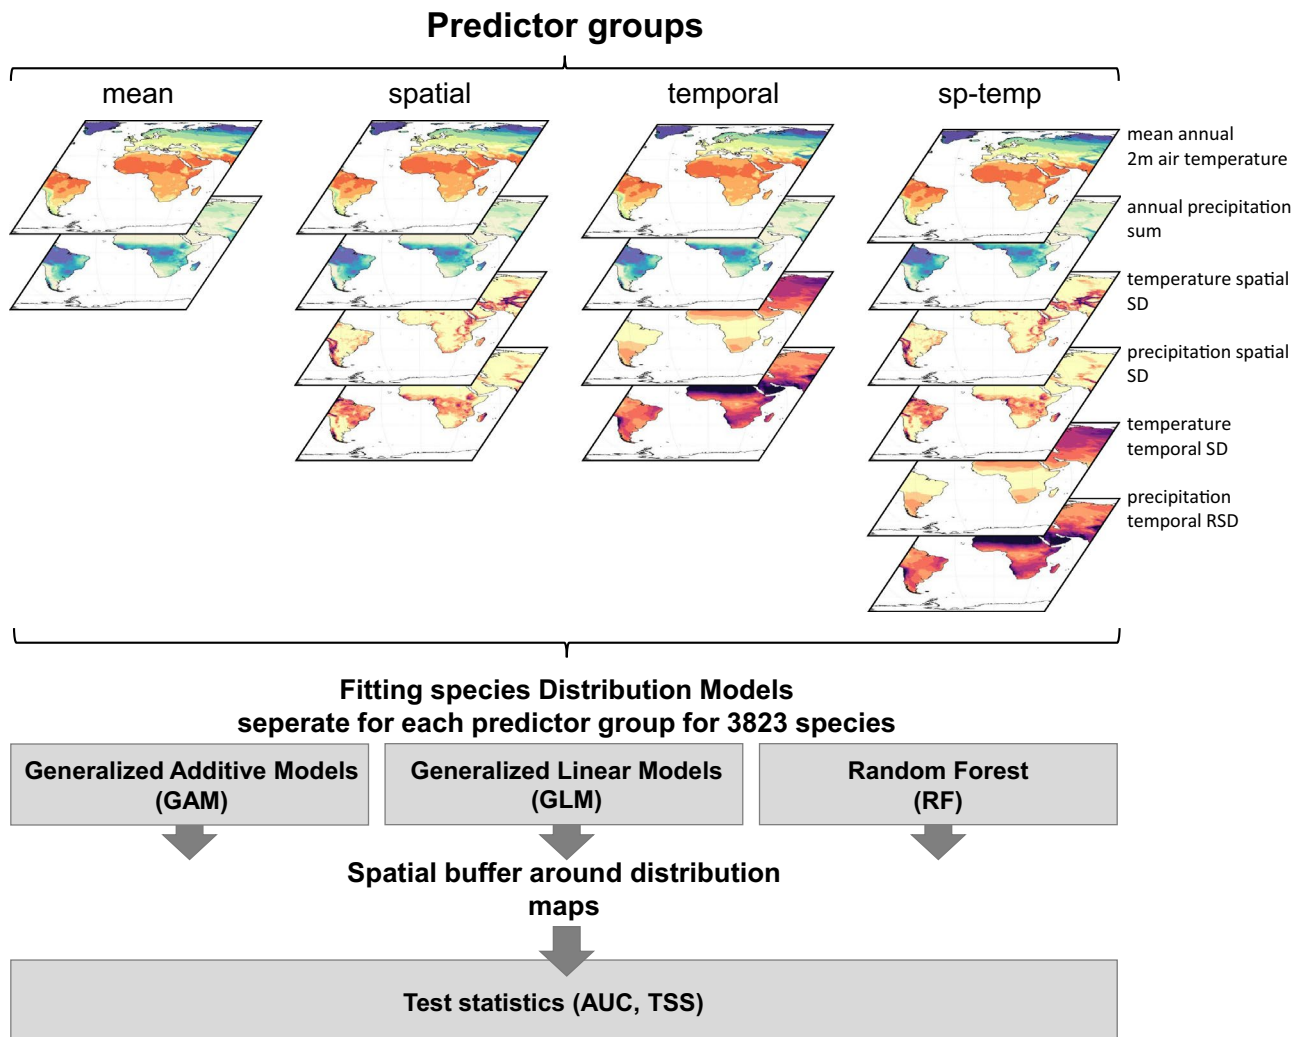 Predictor groups
mean
spatial
temporal
sp-temp
mean annual
2m air temperature
annual precipitation
sum
temperature spatial
SD
precipitation spatial
SD
temperature
temporal SD
precipitation
temporal RSD
Fitting species Distribution Models
seperate for each predictor group for 3823 species
Generalized Additive Models
(GAM)
Generalized Linear Models
(GLM)
Random Forest
(RF)
Spatial buffer around distribution
maps
Test statistics (AUC, TSS)